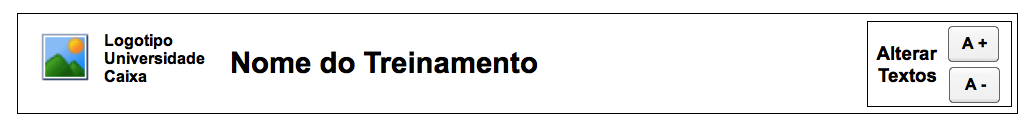 Logotipo
Universidade
Caixa
Nome do Treinamento
Alterar
Textos
A +
A -